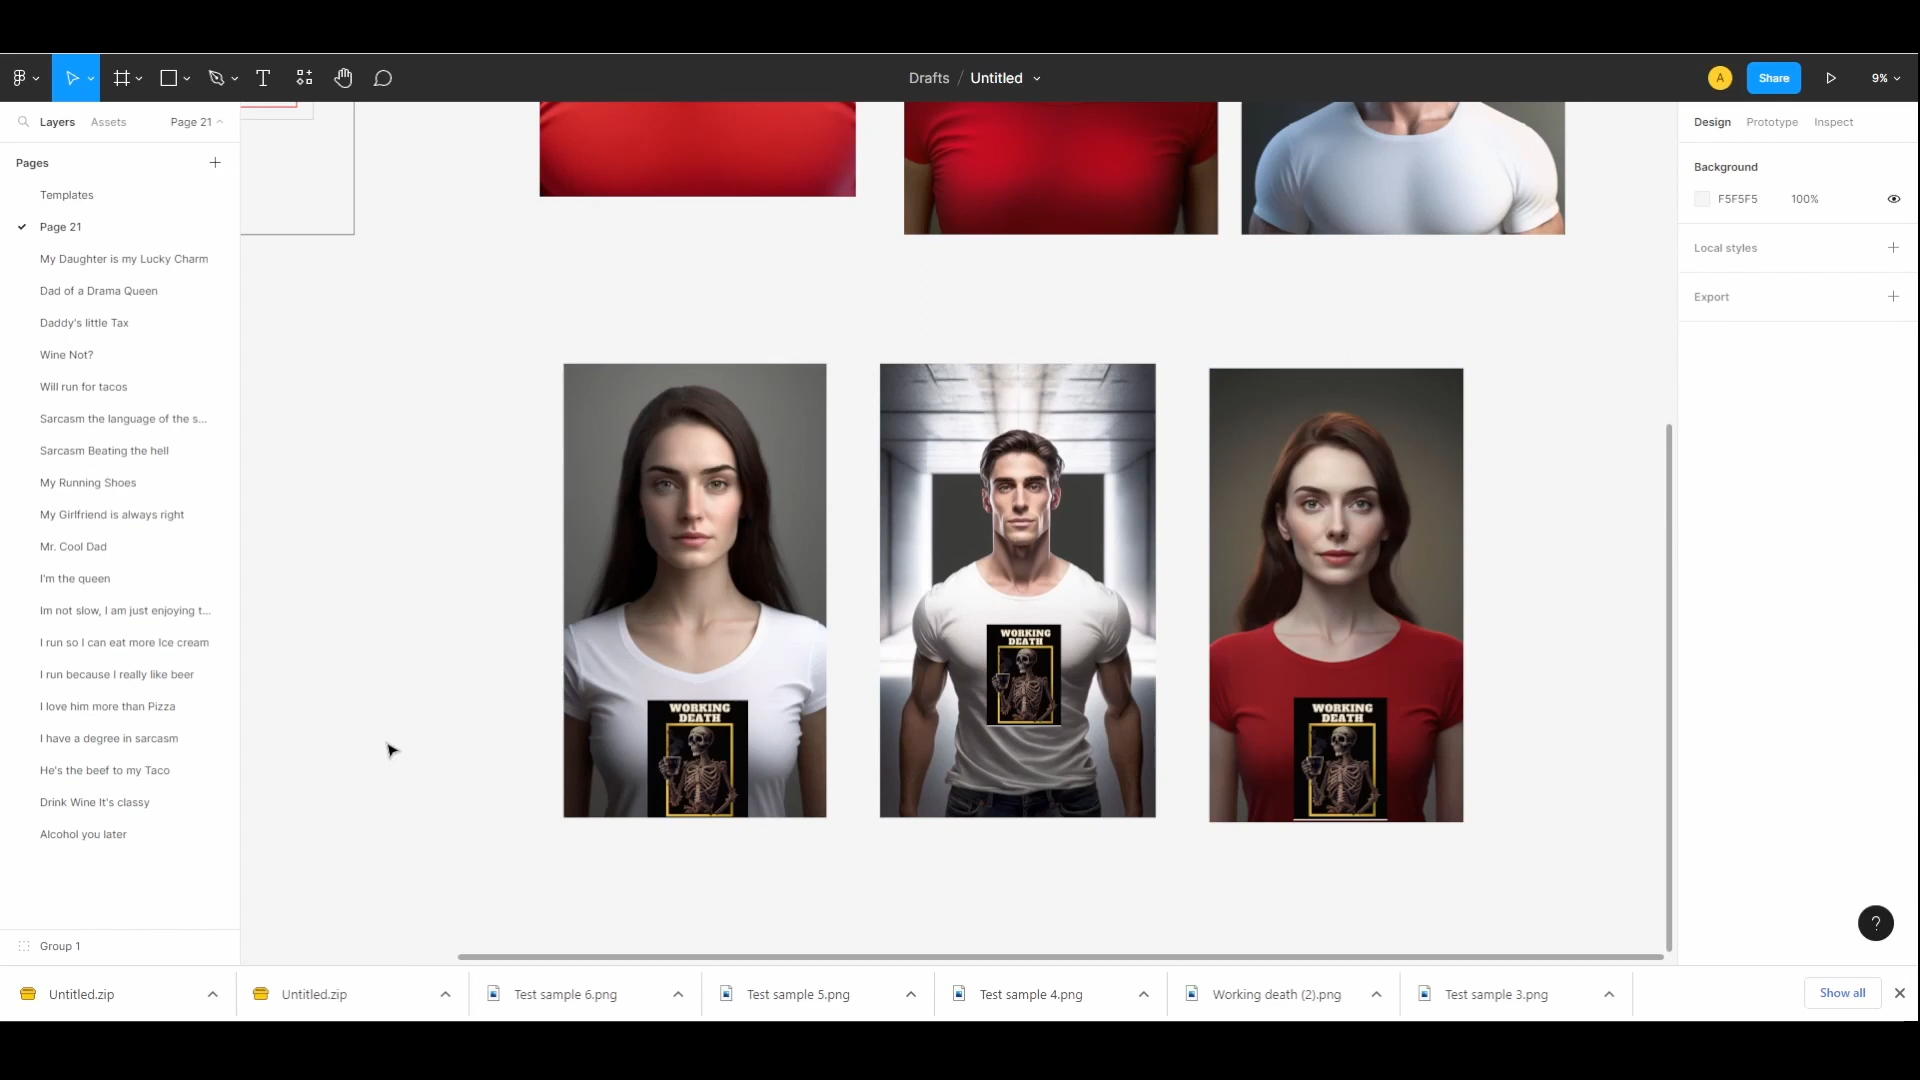 Drafts / Untitled
A
Share
9%
Layers
Assets
Page 21
Pages
Templates
Page 21
My Daughter is my Lucky Charm
Dad of a Drama Queen
Daddy's little Tax
Wine Not?
Will run for tacos
Sarcasm the language of the s...
Sarcasm Beating the hell
My Running Shoes
My Girlfriend is always right
Mr. Cool Dad
I'm the queen
Im not slow, I am just enjoying t...
I run so I can eat more Ice cream
I run because I really like beer
I love him more than Pizza
I have a degree in sarcasm
He's the beef to my Taco
Drink Wine It's classy
Alcohol you later
Group 1
WORKING
DEATH
WORKING
DEATH
WORKING
DEATH
Design
Prototype
Inspect
Background
F5F5F5
100%
Local styles
Export
?
Untitled.zip
Untitled.zip
Test sample 6.png
Test sample 5.png
Test sample 4.png
Working death (2).png
Test sample 3.png
Show all